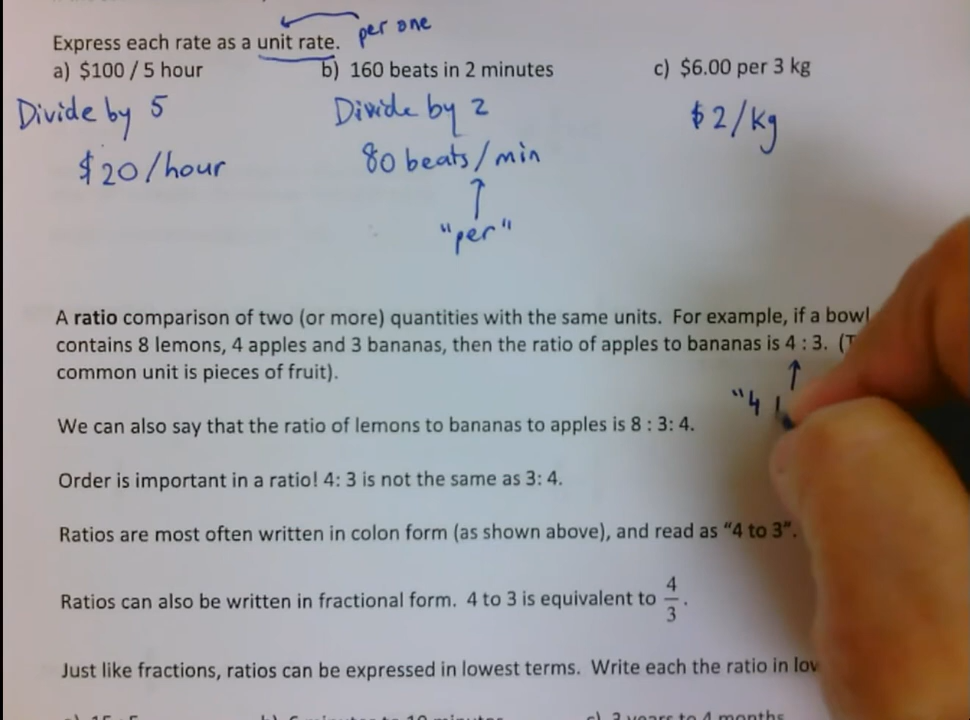 per one
Express each rate as a unit rate.
a) $100 / 5 hour b) 160 beats in 2 minutes c) $6.00 per 3 kg
Divide by 5 Divide by 2 $2/kg
$20/hour 80 beats/min
"per"
A ratio comparison of two (or more) quantities with the same units. For example, if a bowl
contains 8 lemons, 4 apples and 3 bananas, then the ratio of apples to bananas is 4 : 3. (T
common unit is pieces of fruit).
"4
We can also say that the ratio of lemons to bananas to apples is 8 : 3: 4.
Order is important in a ratio! 4: 3 is not the same as 3: 4.
Ratios are most often written in colon form (as shown above), and read as "4 to 3".
Ratios can also be written in fractional form. 4 to 3 is equivalent to 4/3.
Just like fractions, ratios can be expressed in lowest terms. Write each the ratio in low